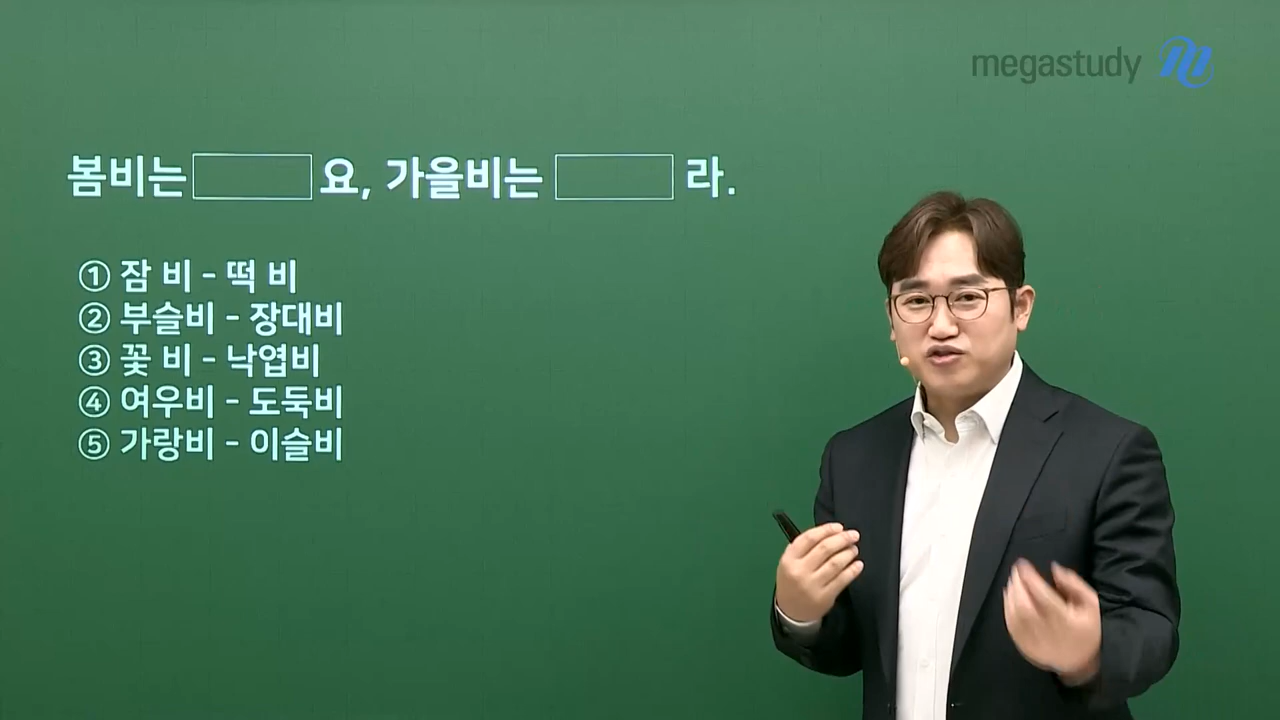 megastudy
봄비는 요, 가을비는 라.
① 잠 비 - 떡 비
② 부슬비 - 장대비
③ 꽃 비 - 낙엽비
④ 여우비 - 도둑비
⑤ 가랑비 - 이슬비